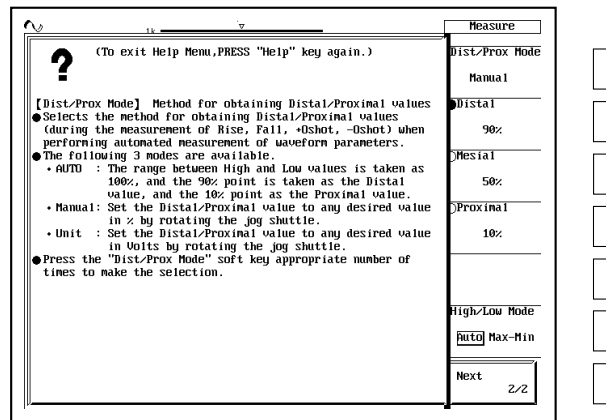 1k
Measure
(To exit Help Menu,PRESS "Help" key again.)
?
【Dist/Prox Mode】 Method for obtaining Distal/Proximal values
●Selects the method for obtaining Distal/Proximal values
(during the measurement of Rise, Fall, +Oshot, -Oshot) when
performing automated measurement of waveform parameters.
●The following 3 modes are available.
・AUTO : The range between High and Low values is taken as
100%, and the 90% point is taken as the Distal
value, and the 10% point as the Proximal value.
・Manual: Set the Distal/Proximal value to any desired value
in % by rotating the jog shuttle.
・Unit : Set the Distal/Proximal value to any desired value
in Volts by rotating the jog shuttle.
●Press the "Dist/Prox Mode" soft key appropriate number of
times to make the selection.
Dist/Prox Mode
Manual
Distal
90%
Mesial
50%
Proximal
10%
High/Low Mode
Auto Max-Min
Next
2/2